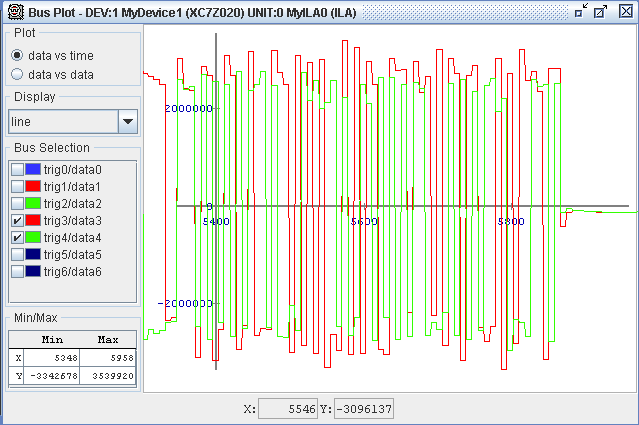 Bus Plot - DEV:1 MyDevice1 (XC7Z020) UNIT:0 MyILA0 (ILA)
Plot
data vs time
data vs data
Display
line
Bus Selection
trig0/data0
trig1/data1
trig2/data2
trig3/data3
trig4/data4
trig5/data5
trig6/data6
Min/Max
Min Max
X 5348 5958
Y -3342678 3539920
2000000
0
5400 5600 5800
-2000000
X: 5546 Y: -3096137